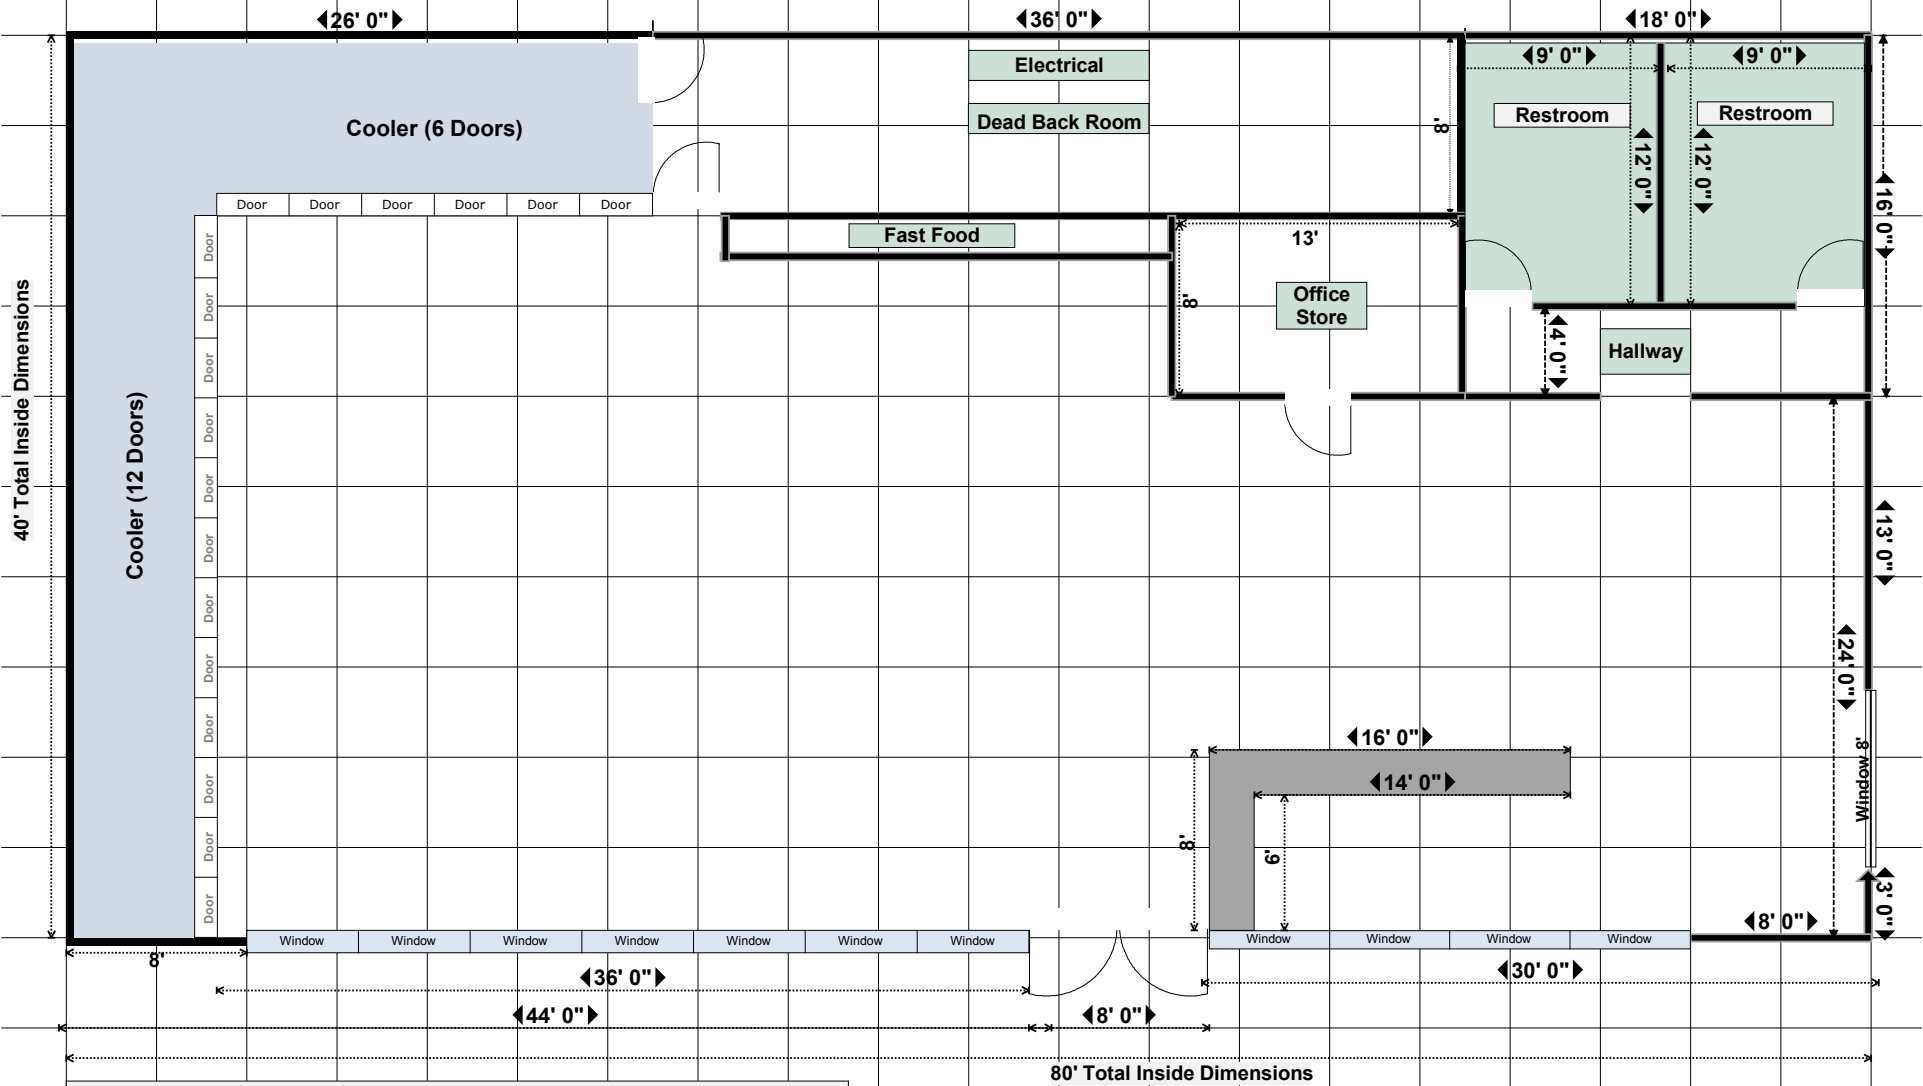 26' 0"
36' 0"
18' 0"
Electrical
9' 0"
9' 0"
Dead Back Room
Restroom
Restroom
Cooler (6 Doors)
8'
12' 0"
12' 0"
16' 0"
Door
Door
Door
Door
Door
Door
Fast Food
13'
8'
Office
Store
4' 0"
Hallway
40' Total Inside Dimensions
Cooler (12 Doors)
Door
Door
Door
Door
Door
Door
Door
Door
Door
Door
Door
Door
13' 0"
24' 0"
16' 0"
14' 0"
8'
6'
Window 8'
3' 0"
8' 0"
Window
Window
Window
Window
Window
Window
Window
Window
Window
Window
Window
8'
36' 0"
30' 0"
44' 0"
8' 0"
80' Total Inside Dimensions